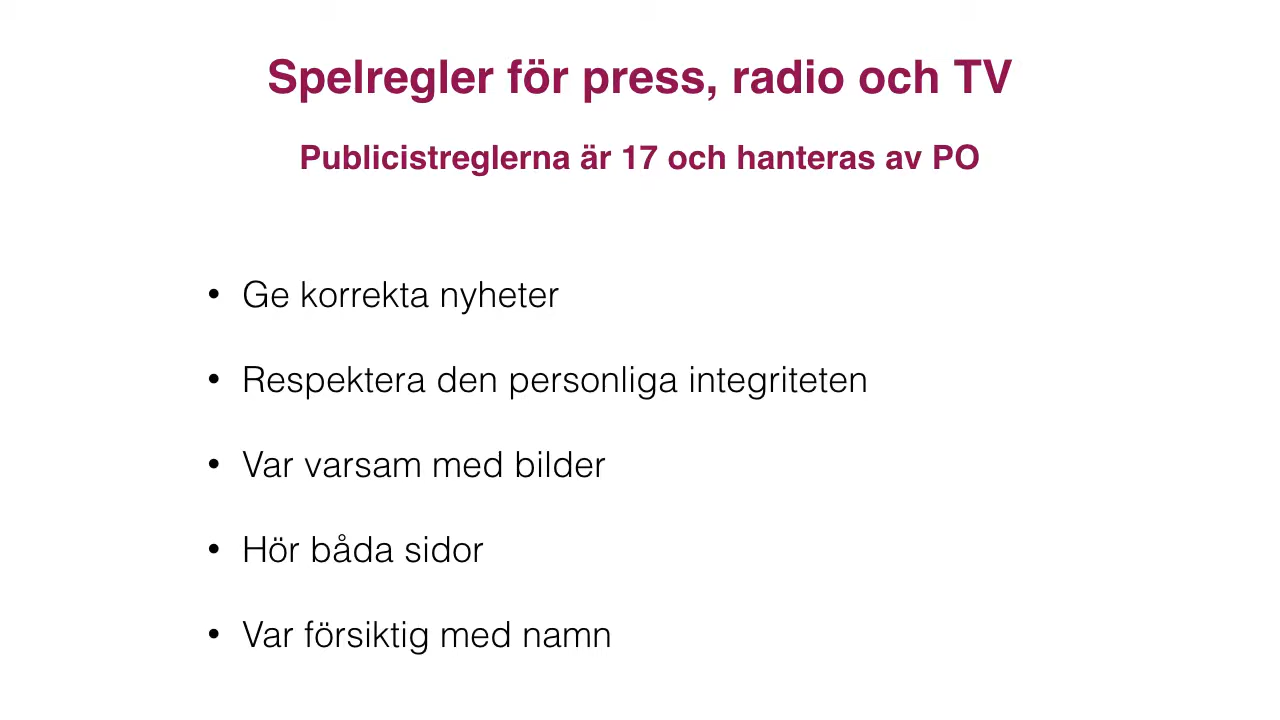 Spelregler för press, radio och TV
Publicistreglerna är 17 och hanteras av PO
• Ge korrekta nyheter
• Respektera den personliga integriteten
• Var varsam med bilder
• Hör båda sidor
• Var försiktig med namn